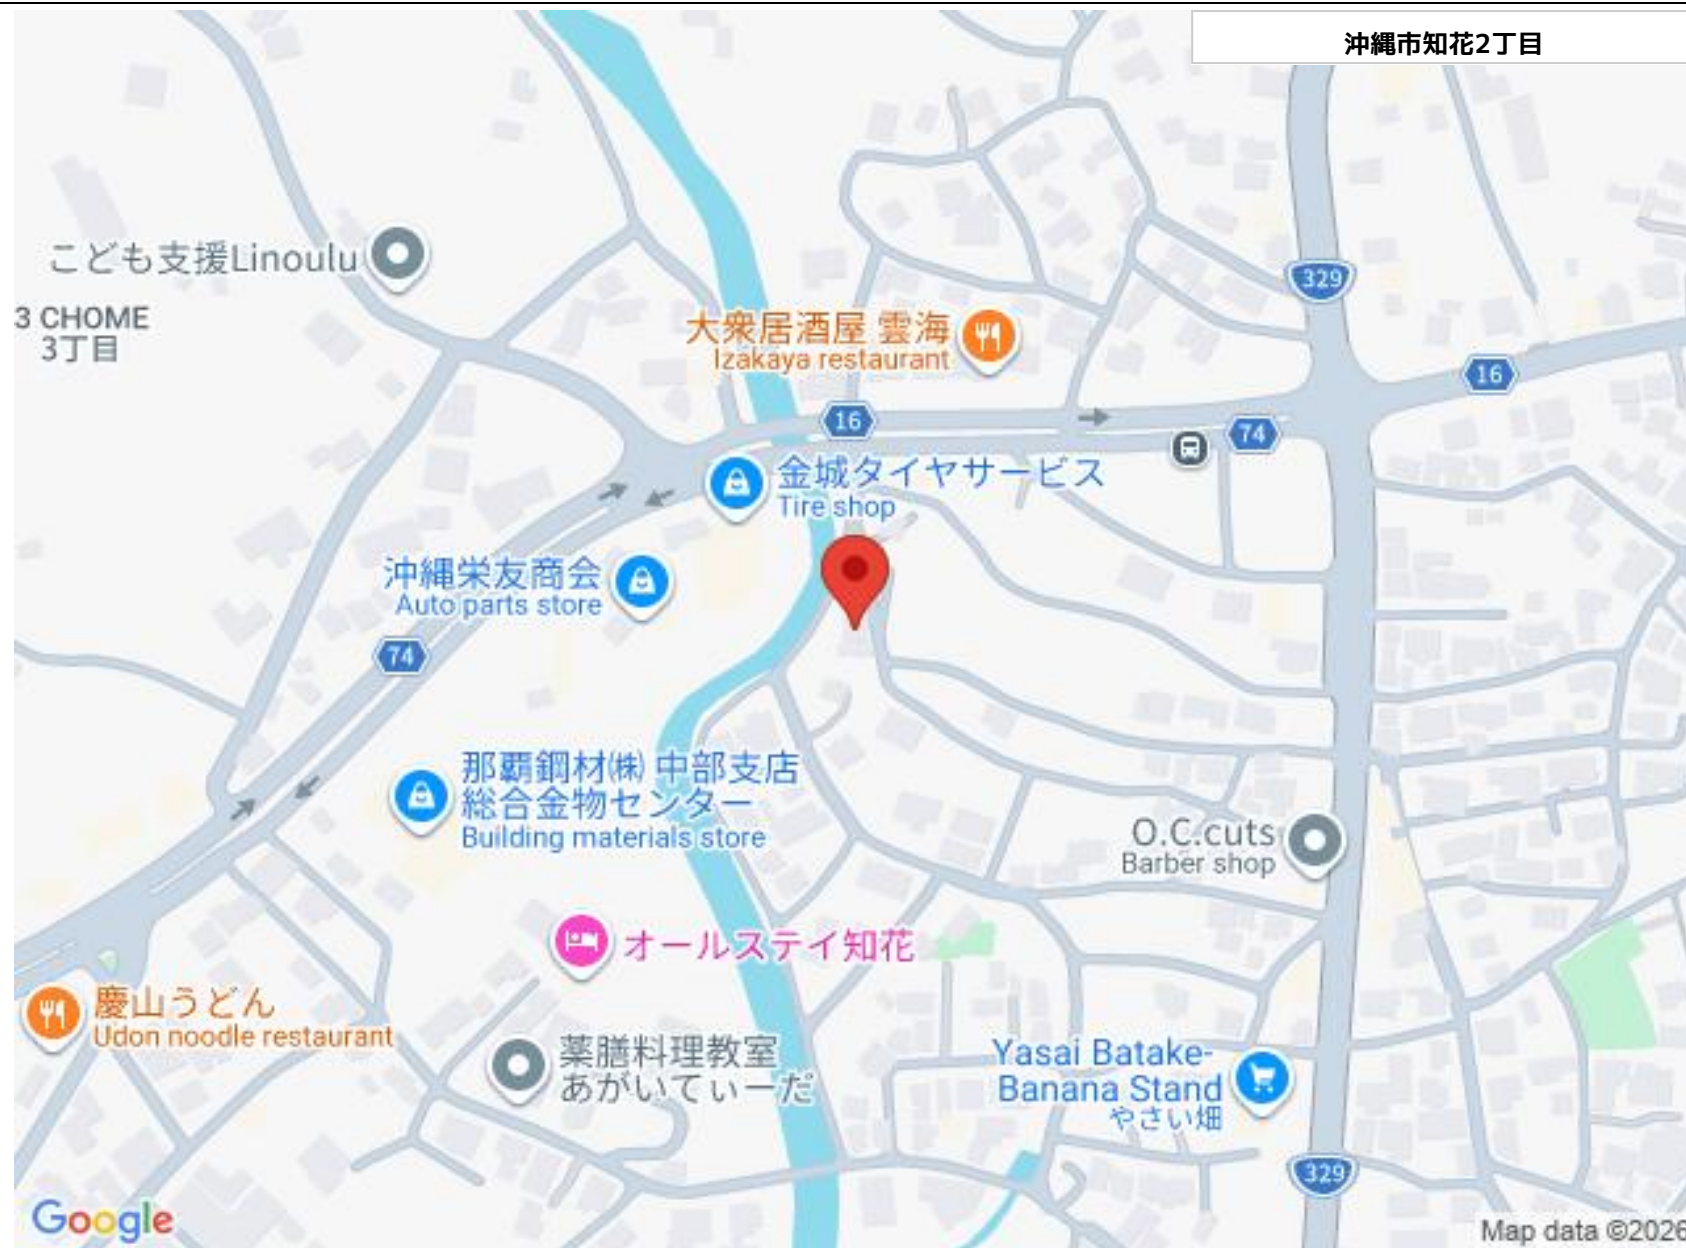 沖縄市知花2丁目
329
こども支援Linoulu
3 CHOME
3丁目
大衆居酒屋 雲海
Izakaya restaurant
16
16
74
金城タイヤサービス
Tire shop
沖縄栄友商会
Auto parts store
74
那覇鋼材㈱ 中部支店
総合金物センター
Building materials store
O.C.cuts
Barber shop
オールステイ知花
慶山うどん
Udon noodle restaurant
薬膳料理教室
あがいてぃーだ
Yasai Batake-
Banana Stand
やさい畑
329
Google
Map data ©2026